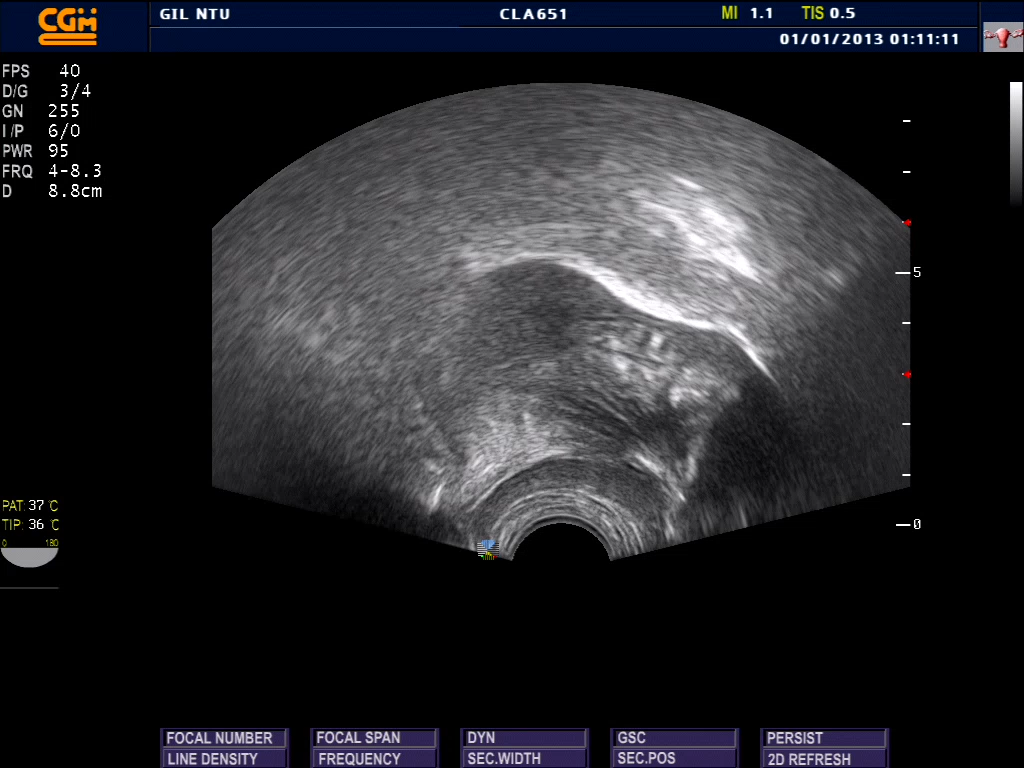 CGM
GIL NTU CLA651 MI 1.1 TIS 0.5
01/01/2013 01:11:11
FPS 40
D/G 3/4
GN 255
I/P 6/0
PWR 95
FRQ 4-8.3
D 8.8cm
5
PAT: 37 °C
TIP: 36 °C
0 180
0
FOCAL NUMBER FOCAL SPAN DYN GSC PERSIST
LINE DENSITY FREQUENCY SEC.WIDTH SEC.POS 2D REFRESH